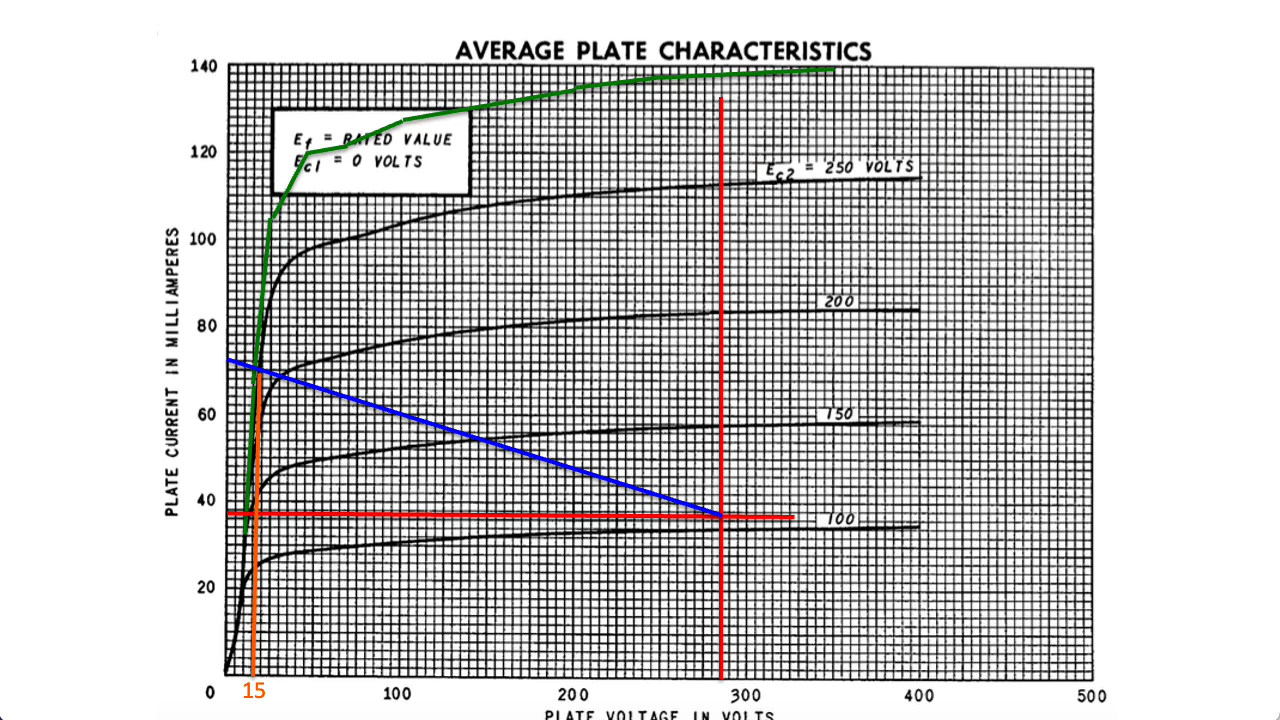 AVERAGE PLATE CHARACTERISTICS
140
Ef = RATED VALUE
Ec1 = 0 VOLTS
120
Ec2 = 250 VOLTS
100
200
80
60
150
40
100
20
PLATE CURRENT IN MILLIAMPERES
0
15
100
200
300
400
500
PLATE VOLTAGE IN VOLTS